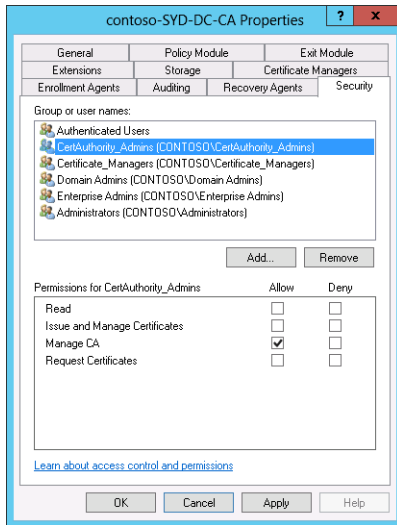 contoso-SYD-DC-CA Properties ? x
General Policy Module Exit Module
Extensions Storage Certificate Managers
Enrollment Agents Auditing Recovery Agents Security
Group or user names:
Authenticated Users
CertAuthority_Admins (CONTOSO\CertAuthority_Admins)
Certificate_Managers (CONTOSO\Certificate_Managers)
Domain Admins (CONTOSO\Domain Admins)
Enterprise Admins (CONTOSO\Enterprise Admins)
Administrators (CONTOSO\Administrators)
Add... Remove
Permissions for CertAuthority_Admins Allow Deny
Read
Issue and Manage Certificates
Manage CA
Request Certificates
Learn about access control and permissions
OK Cancel Apply Help